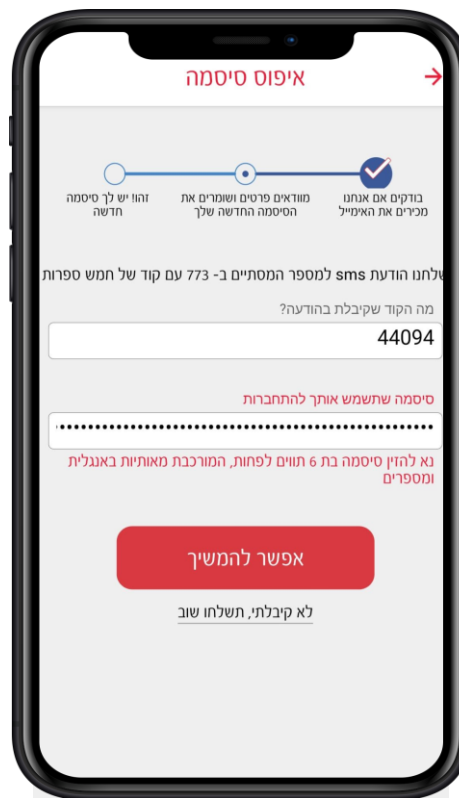 איפוס סיסמה
בודקים אם אנחנו
מכירים את האימייל
מוודאים פרטים ושומרים את
הסיסמה החדשה שלך
זהו! יש לך סיסמה
חדשה
שלחנו הודעת sms למספר המסתיים ב- 773 עם קוד של חמש ספרות
מה הקוד שקיבלת בהודעה?
44094
סיסמה שתשמש אותך להתחברות
נא להזין סיסמה בת 6 תווים לפחות, המורכבת מאותיות באנגלית
ומספרים
אפשר להמשיך
לא קיבלתי, תשלחו שוב